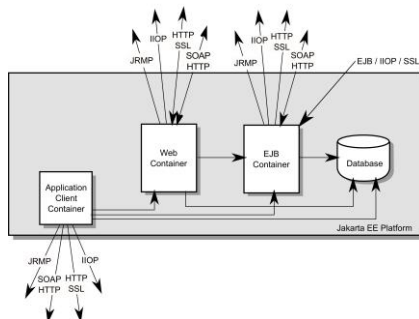 JRMP
IIOP
HTTP
SSL
SOAP
HTTP
JRMP
IIOP
HTTP
SSL
SOAP
HTTP
EJB / IIOP / SSL
Web
Container
EJB
Container
Database
Application
Client
Container
Jakarta EE Platform
JRMP
SOAP
HTTP
HTTP
SSL
IIOP